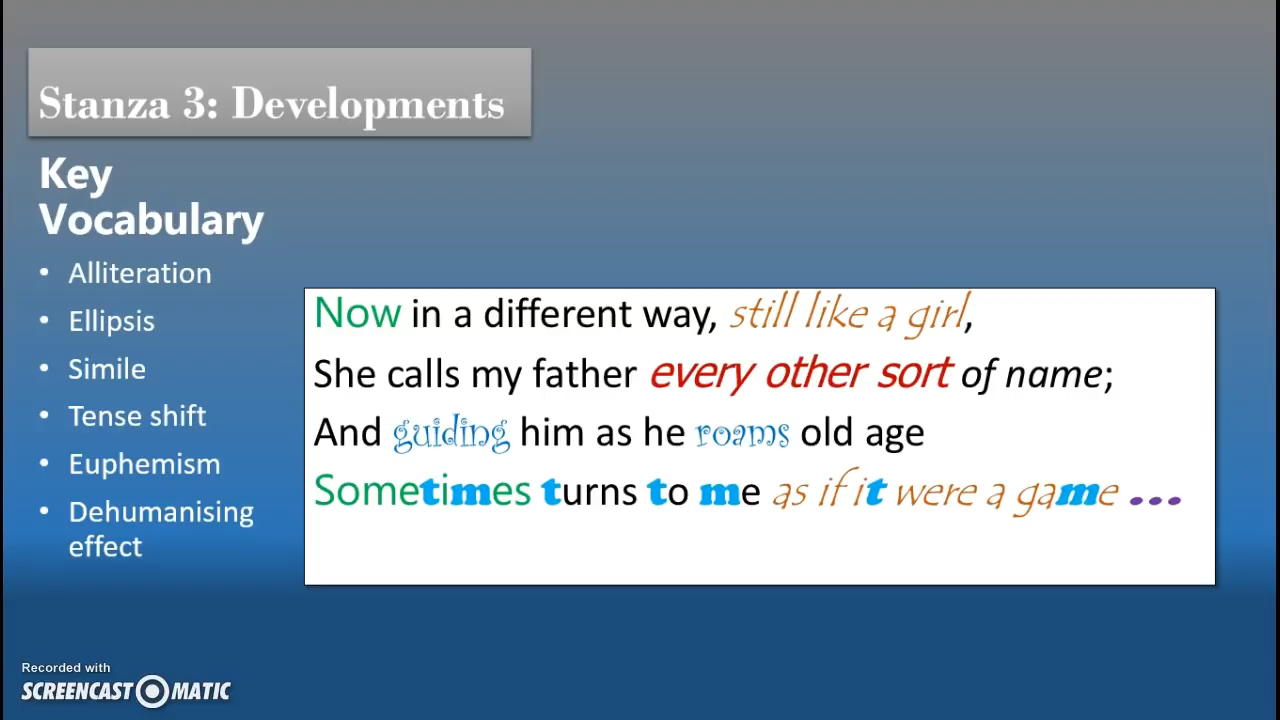 Stanza 3: Developments
Key
Vocabulary
• Alliteration
• Ellipsis
• Simile
• Tense shift
• Euphemism
• Dehumanising
effect
Now in a different way, still like a girl,
She calls my father every other sort of name;
And guiding him as he roams old age
Sometimes turns to me as if it were a game ...
Recorded with
SCREENCAST O MATIC